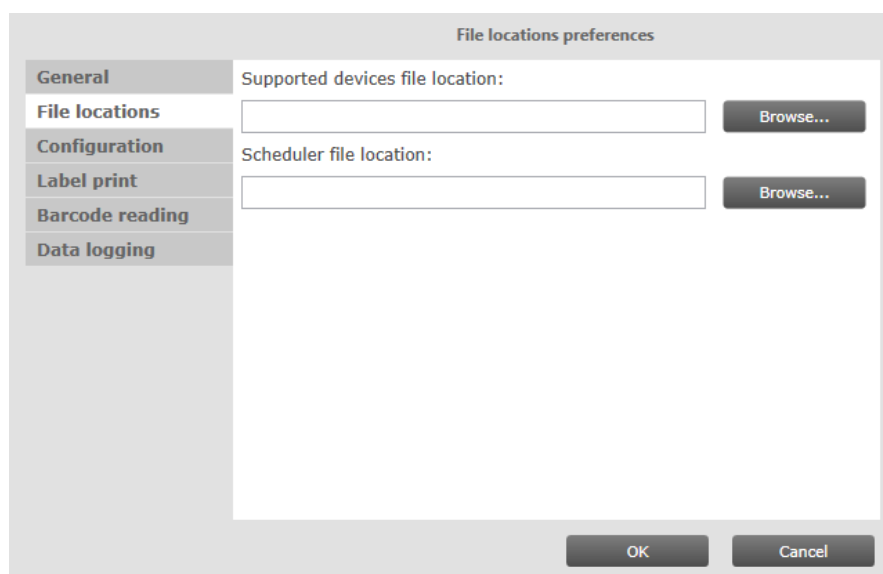 File locations preferences
General
File locations
Configuration
Label print
Barcode reading
Data logging
Supported devices file location:
Browse...
Scheduler file location:
Browse...
OK
Cancel